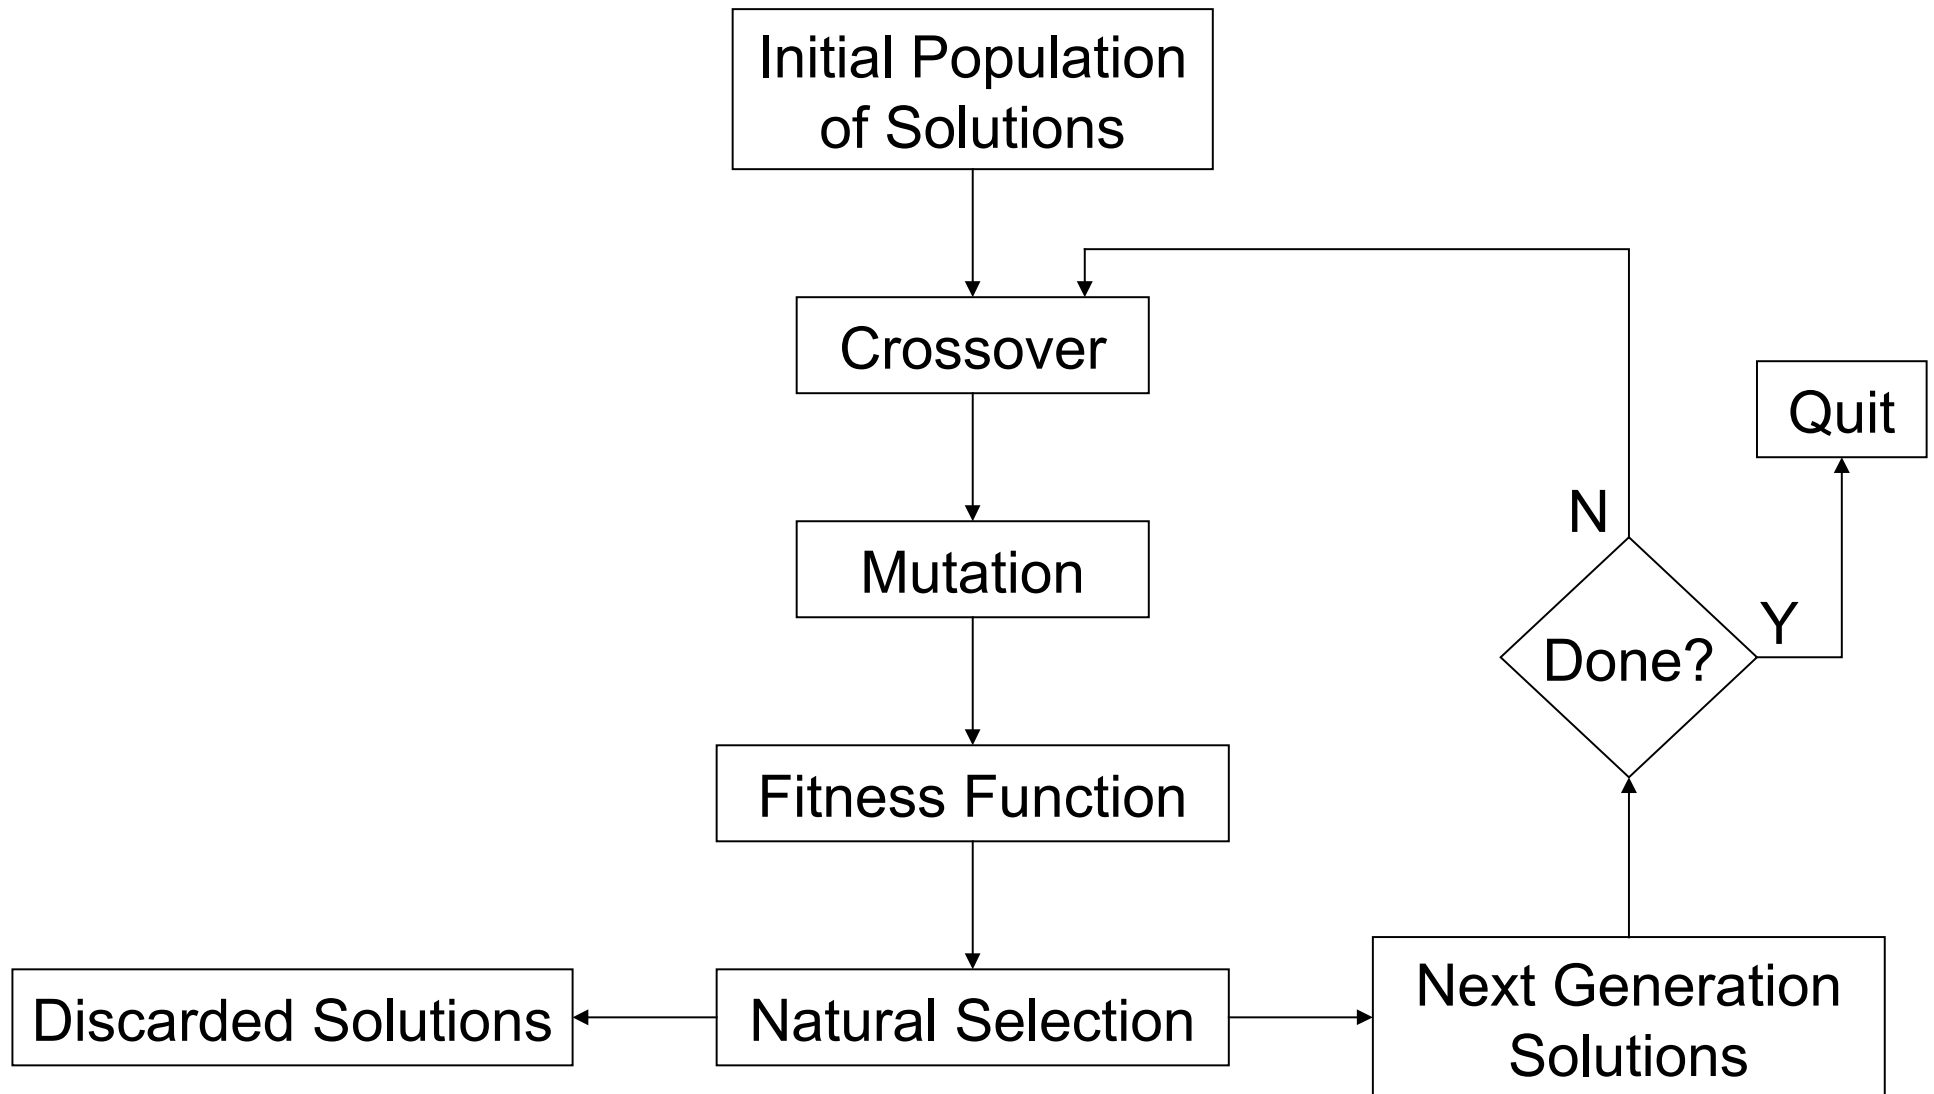 Initial Population
of Solutions
Crossover
Quit
N
Mutation
Y
Done?
Fitness Function
Discarded Solutions
Natural Selection
Next Generation
Solutions